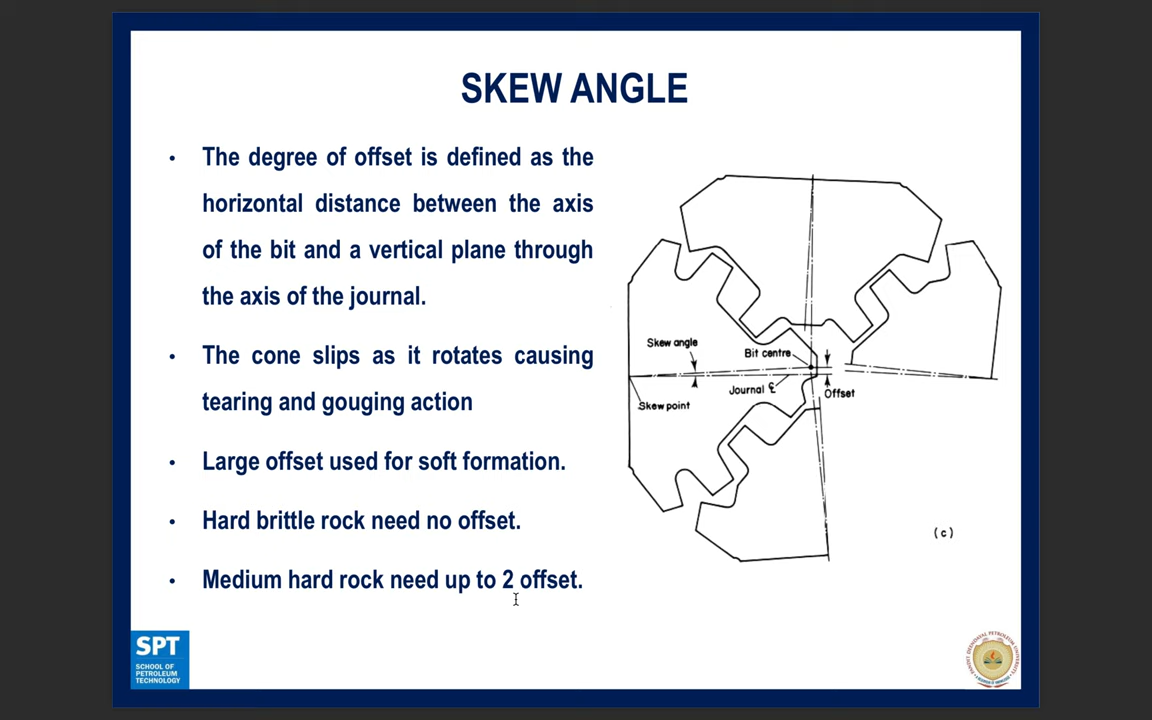 SKEW ANGLE
• The degree of offset is defined as the
horizontal distance between the axis
of the bit and a vertical plane through
the axis of the journal.
• The cone slips as it rotates causing
tearing and gouging action
• Large offset used for soft formation.
• Hard brittle rock need no offset.
• Medium hard rock need up to 2 offset.
Skew angle
Bit centre
Journal ℄
Offset
Skew point
(c)
SPT
SCHOOL OF
PETROLEUM
TECHNOLOGY
PETROLEUM UNIVERSITY